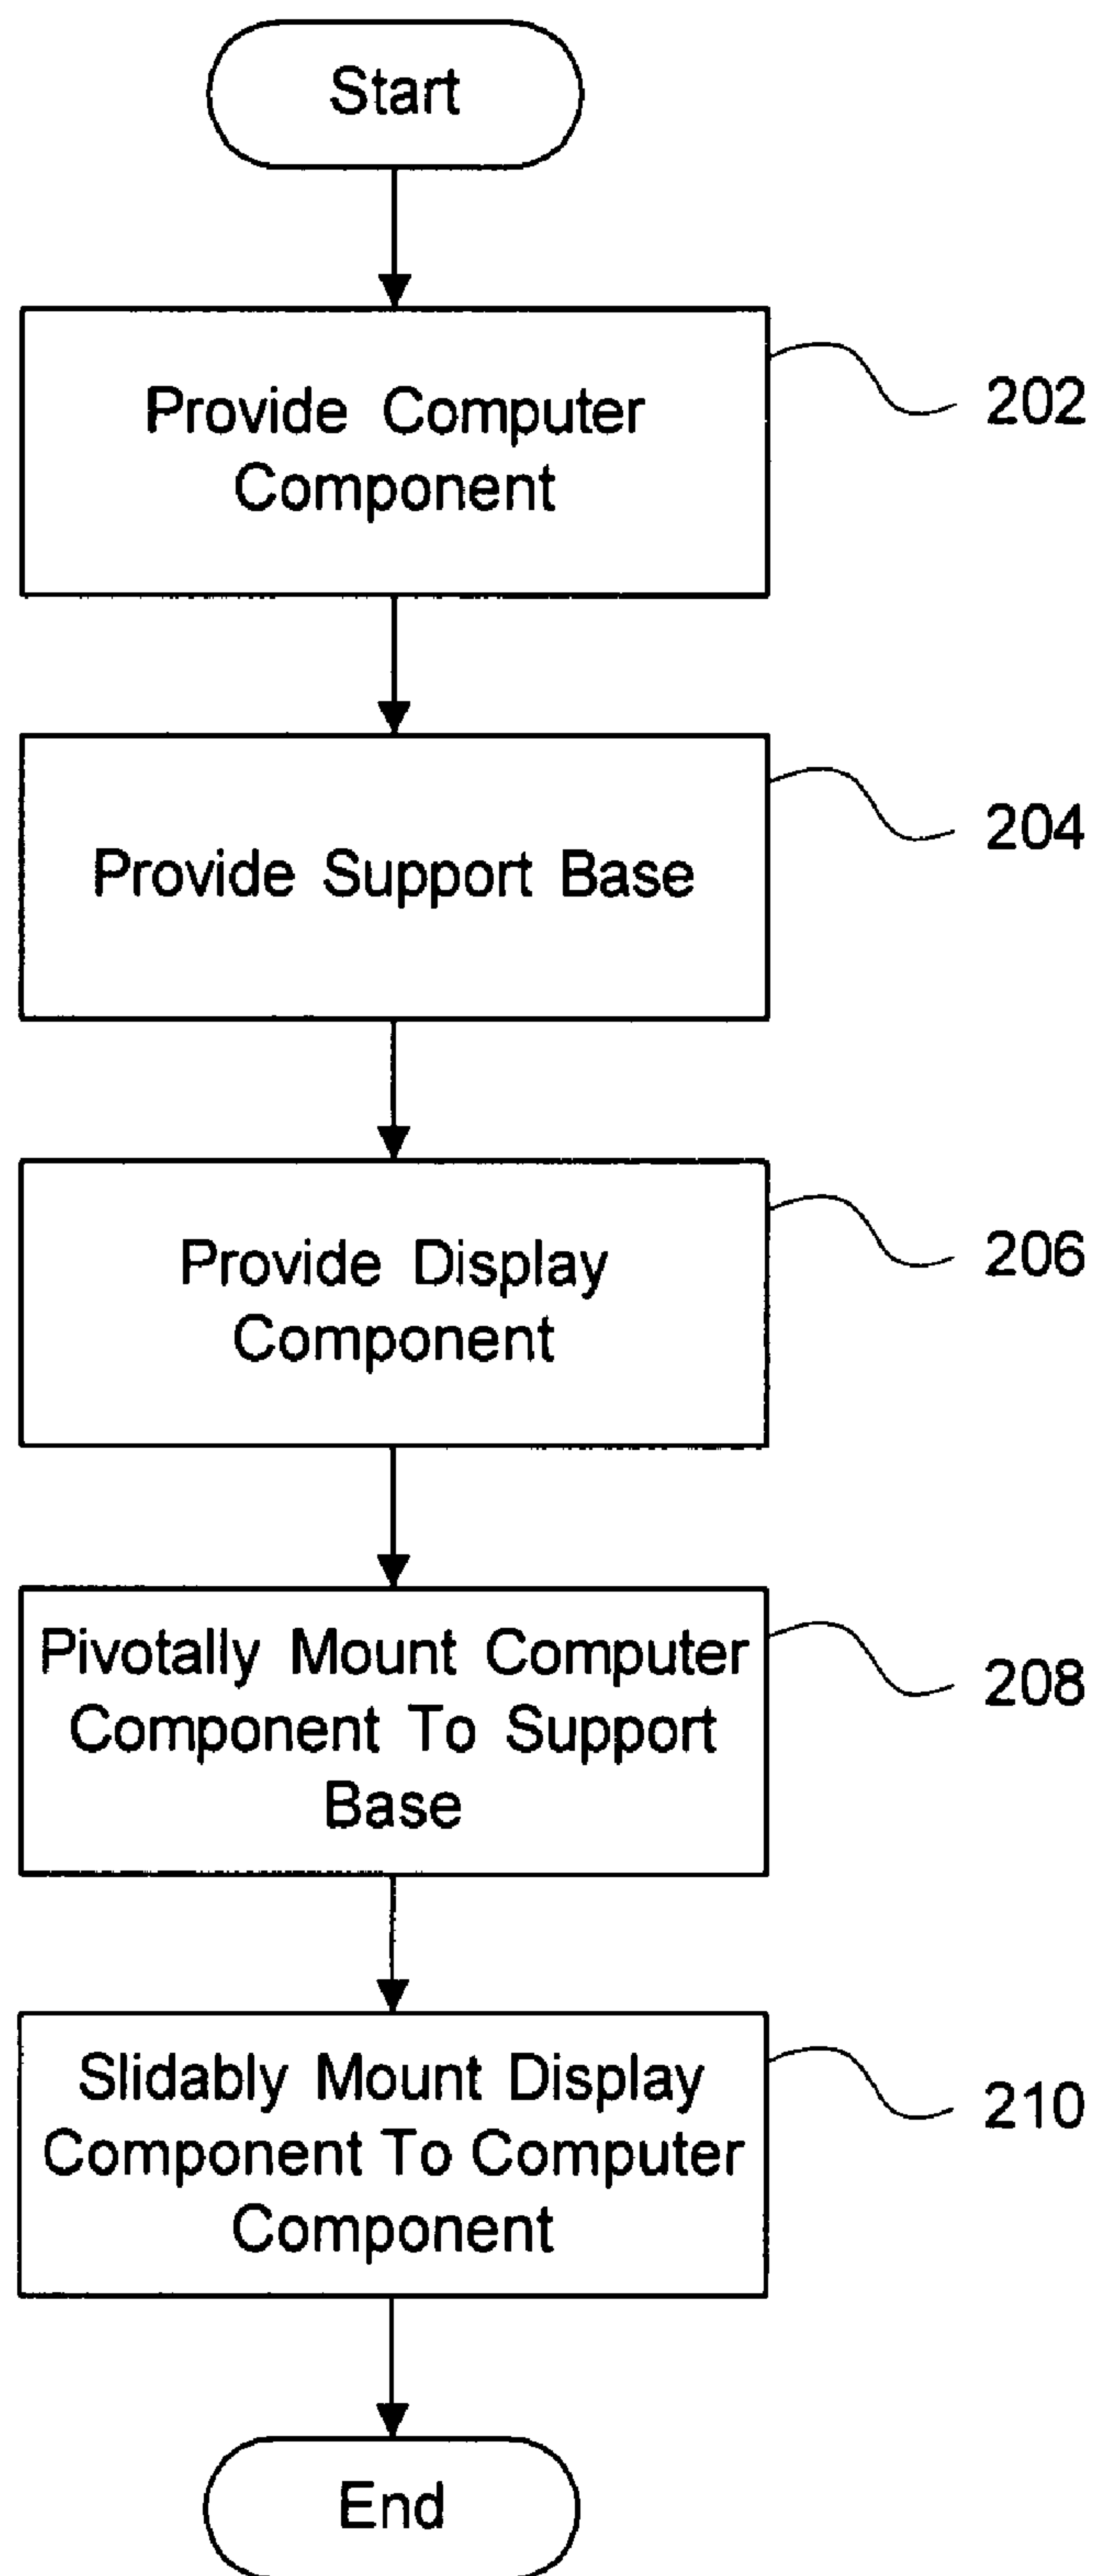 Start
Provide Computer
Component
202
Provide Support Base
204
Provide Display
Component
206
Pivotally Mount Computer
Component To Support
Base
208
Slidably Mount Display
Component To Computer
Component
210
End